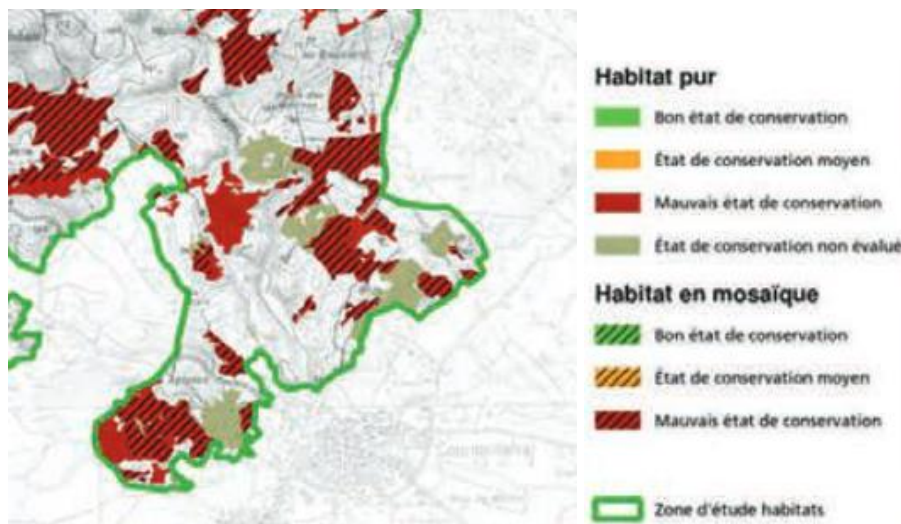 Habitat pur
Bon état de conservation
État de conservation moyen
Mauvais état de conservation
État de conservation non évalué
Habitat en mosaïque
Bon état de conservation
État de conservation moyen
Mauvais état de conservation
Zone d'étude habitats